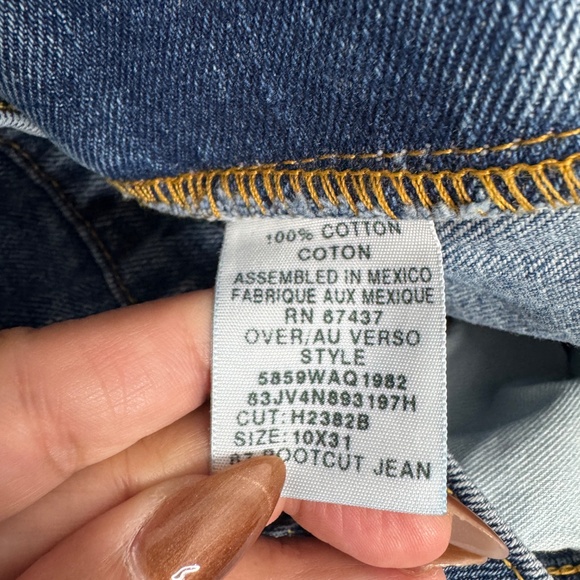 100% COTTON
COTON
ASSEMBLED IN MEXICO
FABRIQUE AUX MEXIQUE
RN 67437
OVER/AU VERSO
STYLE
5859WAQ1982
83JV4N893197H
CUT: H2382B
SIZE: 10X31
BOOTCUT JEAN